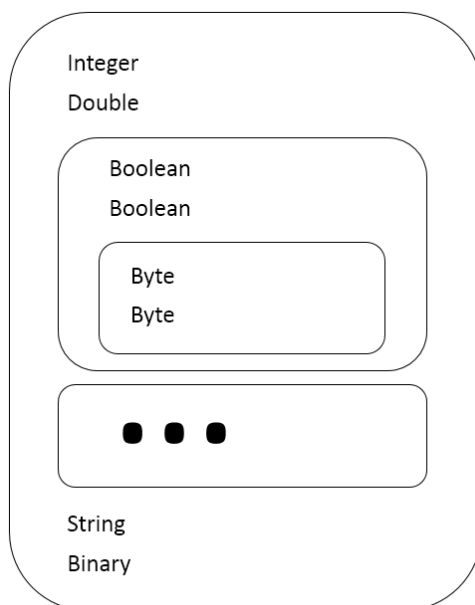 Integer
Double
Boolean
Boolean
Byte
Byte
...
String
Binary